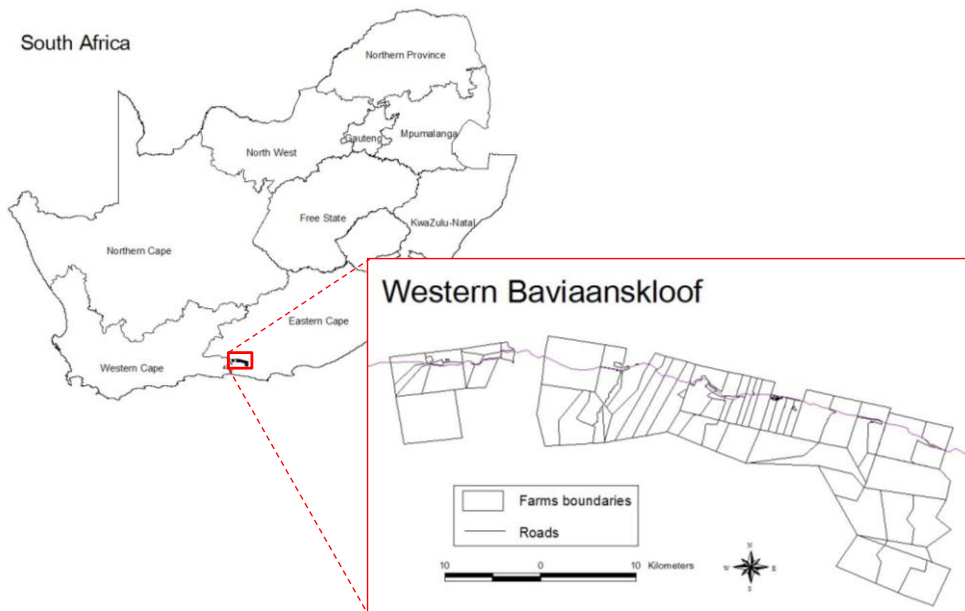 South Africa
Northern Province
North West
Gauteng
Mpumalanga
Free State
KwaZulu-Natal
Northern Cape
Eastern Cape
Western Cape
Western Baviaanskloof
Farms boundaries
Roads
10 0 10 Kilometers